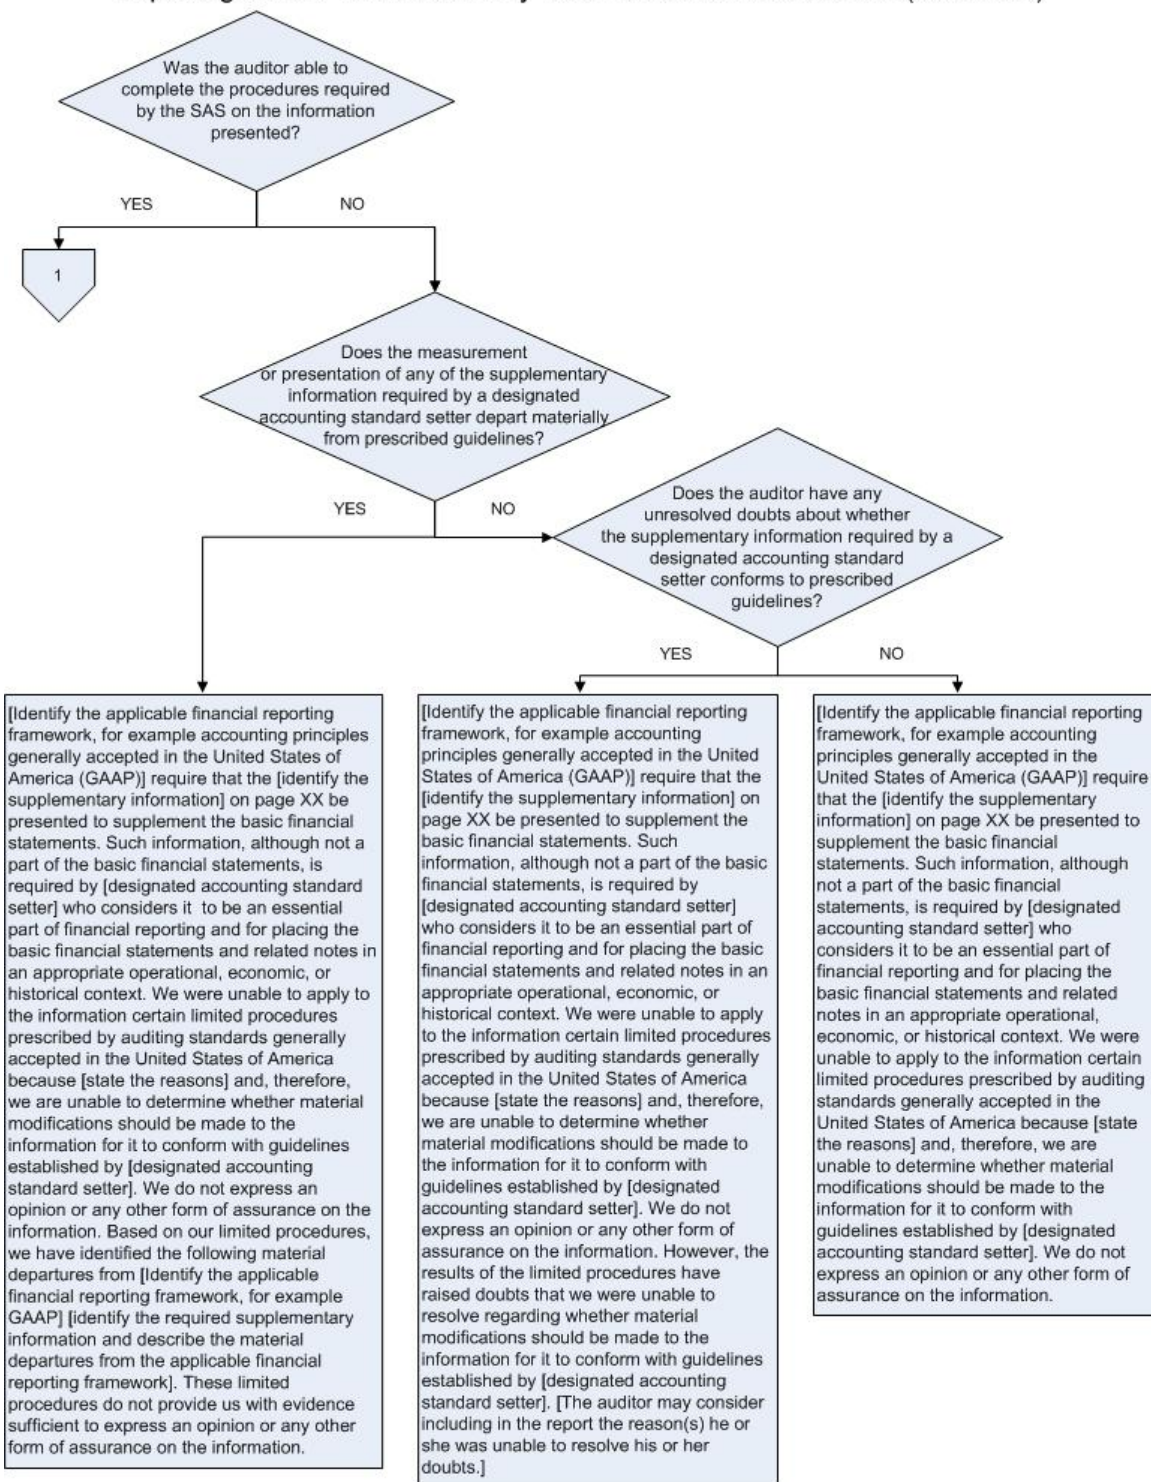 Was the auditor able to
complete the procedures required
by the SAS on the information
presented?
YES
NO
1
Does the measurement
or presentation of any of the supplementary
information required by a designated
accounting standard setter depart materially
from prescribed guidelines?
YES
NO
Does the auditor have any
unresolved doubts about whether
the supplementary information required by a
designated accounting standard
setter conforms to prescribed
guidelines?
YES
NO
[Identify the applicable financial reporting
framework, for example accounting principles
generally accepted in the United States of
America (GAAP)] require that the [identify the
supplementary information] on page XX be
presented to supplement the basic financial
statements. Such information, although not a
part of the basic financial statements, is
required by [designated accounting standard
setter] who considers it to be an essential
part of financial reporting and for placing the
basic financial statements and related notes in
an appropriate operational, economic, or
historical context. We were unable to apply to
the information certain limited procedures
prescribed by auditing standards generally
accepted in the United States of America
because [state the reasons] and, therefore,
we are unable to determine whether material
modifications should be made to the
information for it to conform with guidelines
established by [designated accounting
standard setter]. We do not express an
opinion or any other form of assurance on the
information. Based on our limited procedures,
we have identified the following material
departures from [Identify the applicable
financial reporting framework, for example
GAAP] [identify the required supplementary
information and describe the material
departures from the applicable financial
reporting framework]. These limited
procedures do not provide us with evidence
sufficient to express an opinion or any other
form of assurance on the information.
[Identify the applicable financial reporting
framework, for example accounting
principles generally accepted in the United
States of America (GAAP)] require that the
[identify the supplementary information] on
page XX be presented to supplement the
basic financial statements. Such
information, although not a part of the basic
financial statements, is required by
[designated accounting standard setter]
who considers it to be an essential part of
financial reporting and for placing the basic
financial statements and related notes in an
appropriate operational, economic, or
historical context. We were unable to apply
to the information certain limited procedures
prescribed by auditing standards generally
accepted in the United States of America
because [state the reasons] and, therefore,
we are unable to determine whether
material modifications should be made to
the information for it to conform with
guidelines established by [designated
accounting standard setter]. We do not
express an opinion or any other form of
assurance on the information. However, the
results of the limited procedures have
raised doubts that we were unable to
resolve regarding whether material
modifications should be made to the
information for it to conform with guidelines
established by [designated accounting
standard setter]. [The auditor may consider
including in the report the reason(s) he or
she was unable to resolve his or her
doubts.]
[Identify the applicable financial reporting
framework, for example accounting
principles generally accepted in the
United States of America (GAAP)] require
that the [identify the supplementary
information] on page XX be presented to
supplement the basic financial
statements. Such information, although
not a part of the basic financial
statements, is required by [designated
accounting standard setter] who
considers it to be an essential part of
financial reporting and for placing the
basic financial statements and related
notes in an appropriate operational,
economic, or historical context. We were
unable to apply to the information certain
limited procedures prescribed by auditing
standards generally accepted in the
United States of America because [state
the reasons] and, therefore, we are
unable to determine whether material
modifications should be made to the
information for it to conform with
guidelines established by [designated
accounting standard setter]. We do not
express an opinion or any other form of
assurance on the information.